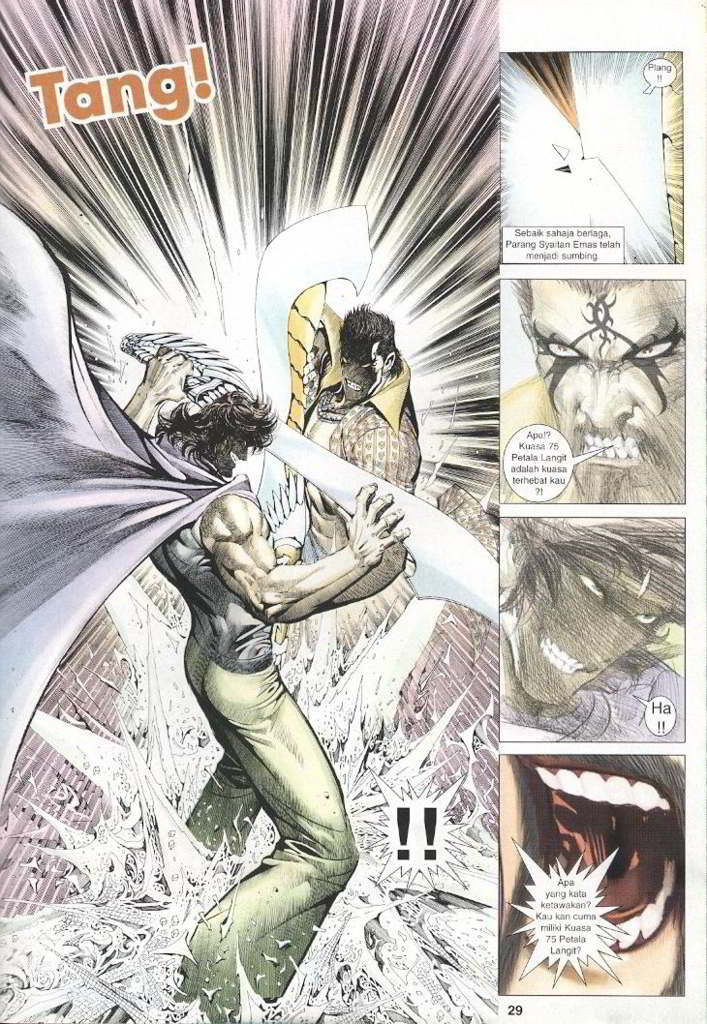 Tang!
!!
Plang
!!
Sebaik sahaja berlaga,
Parang Syaitan Emas telah
menjadi sumbing.
Apa!?
Kuasa 75
Petala Langit
adalah kuasa
terhebat kau
?!
Ha
!!
Apa
yang kata
ketawakan?
Kau kan cuma
miliki Kuasa
75 Petala
Langit?
29